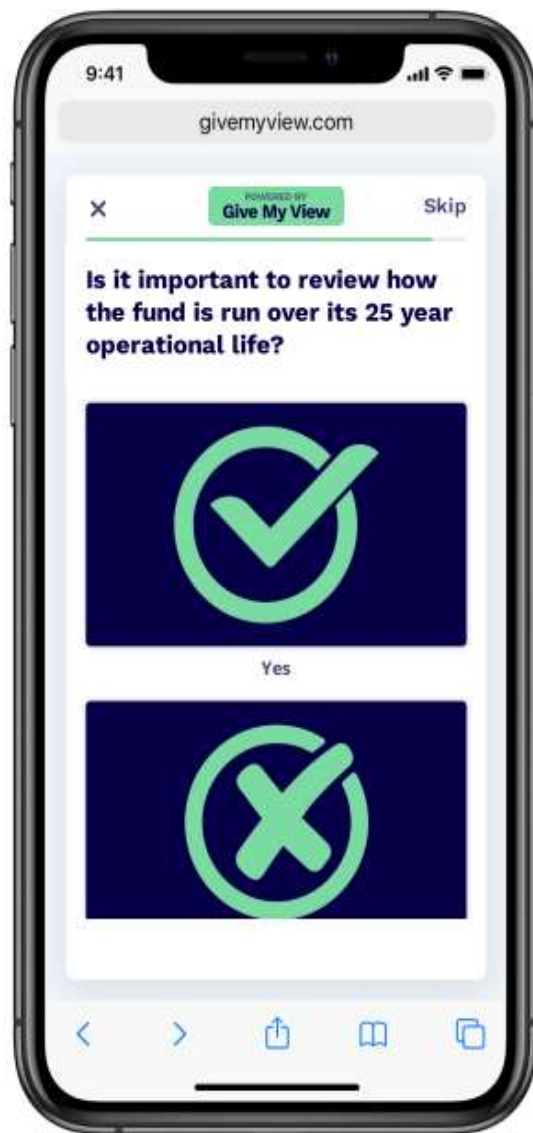 9:41
givemyview.com
POWERED BY
Give My View
Skip
Is it important to review how
the fund is run over its 25 year
operational life?
Yes